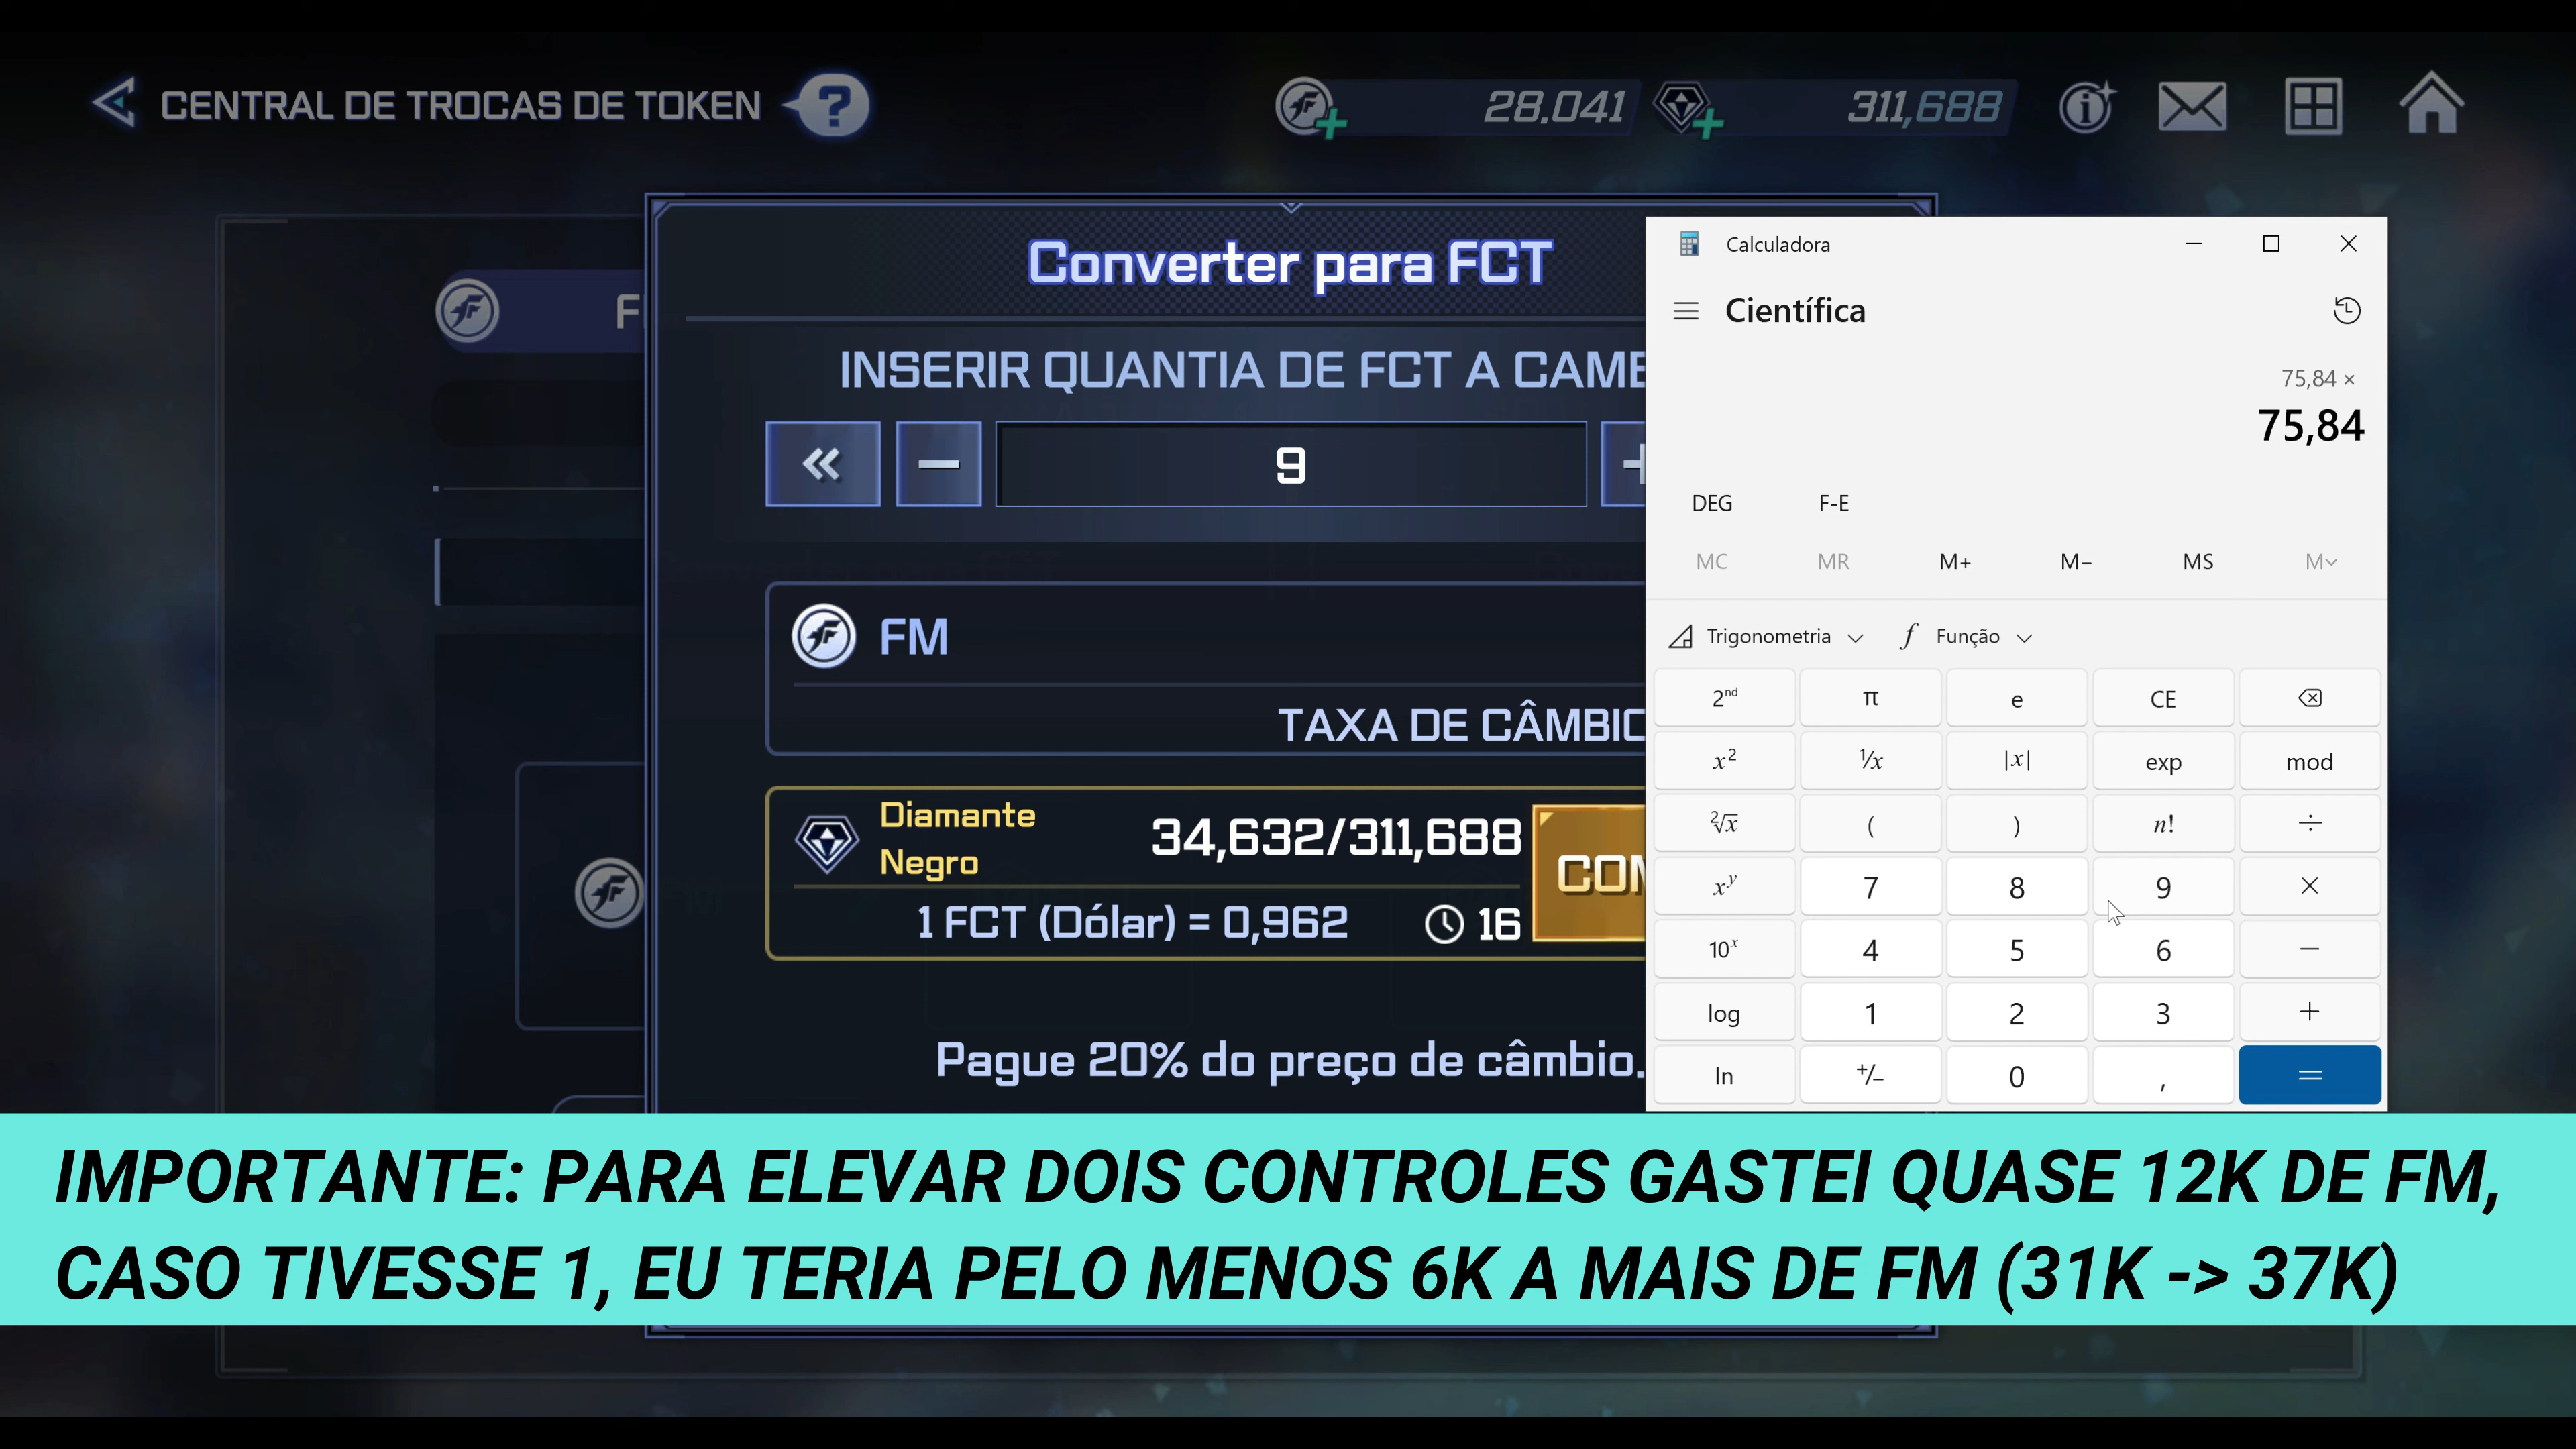 CENTRAL DE TROCAS DE TOKEN ?
28.041
311,688
Calculadora
Converter para FCT
Científica
F
INSERIR QUANTIA DE FCT A CAMB
75,84 ×
75,84
9
DEG F-E
MC MR M+ M− MS M
FM
Trigonometria f Função
TAXA DE CÂMBIO
2nd π e CE
x2 1/x |x| exp mod
2√x ( ) n! ÷
xy 7 8 9 ×
10x 4 5 6 −
log 1 2 3 +
ln +/− 0 , =
Diamante
Negro
34,632/311,688
CON
1 FCT (Dólar) = 0,962
16
Pague 20% do preço de câmbio.
IMPORTANTE: PARA ELEVAR DOIS CONTROLES GASTEI QUASE 12K DE FM,
CASO TIVESSE 1, EU TERIA PELO MENOS 6K A MAIS DE FM (31K -> 37K)